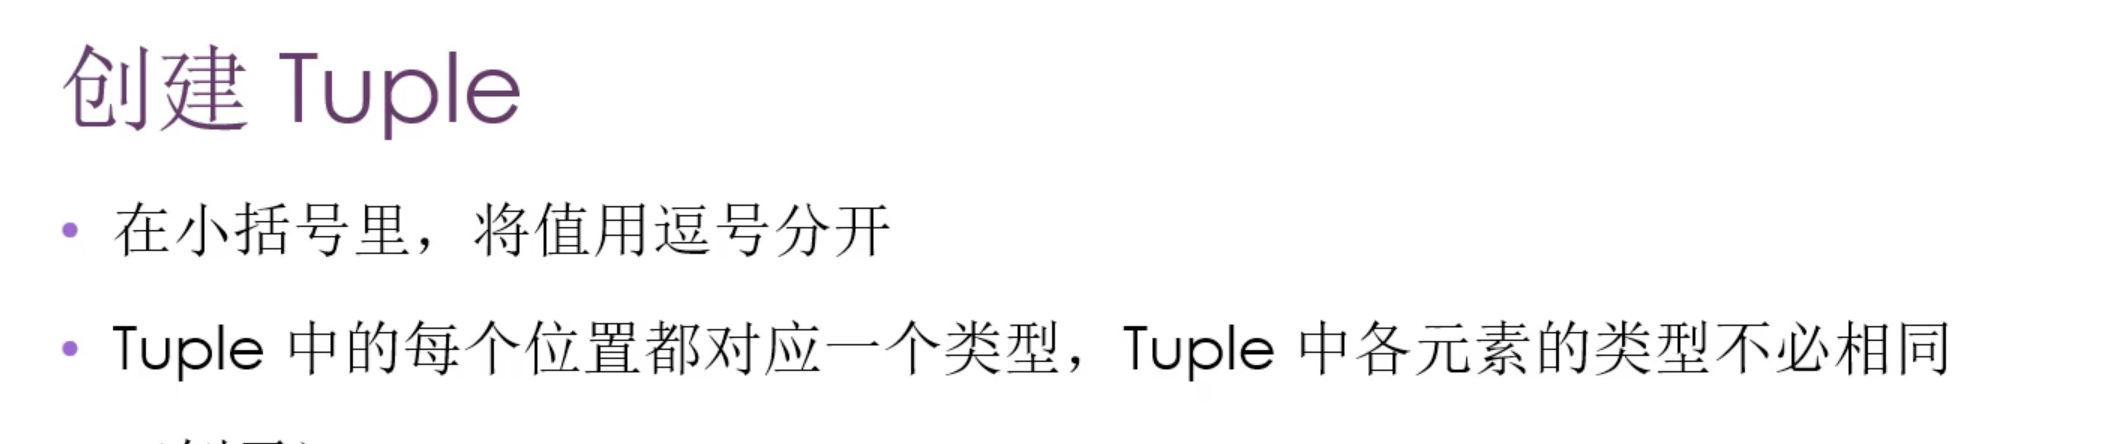 创建 Tuple
在小括号里，将值用逗号分开
Tuple 中的每个位置都对应一个类型，Tuple 中各元素的类型不必相同